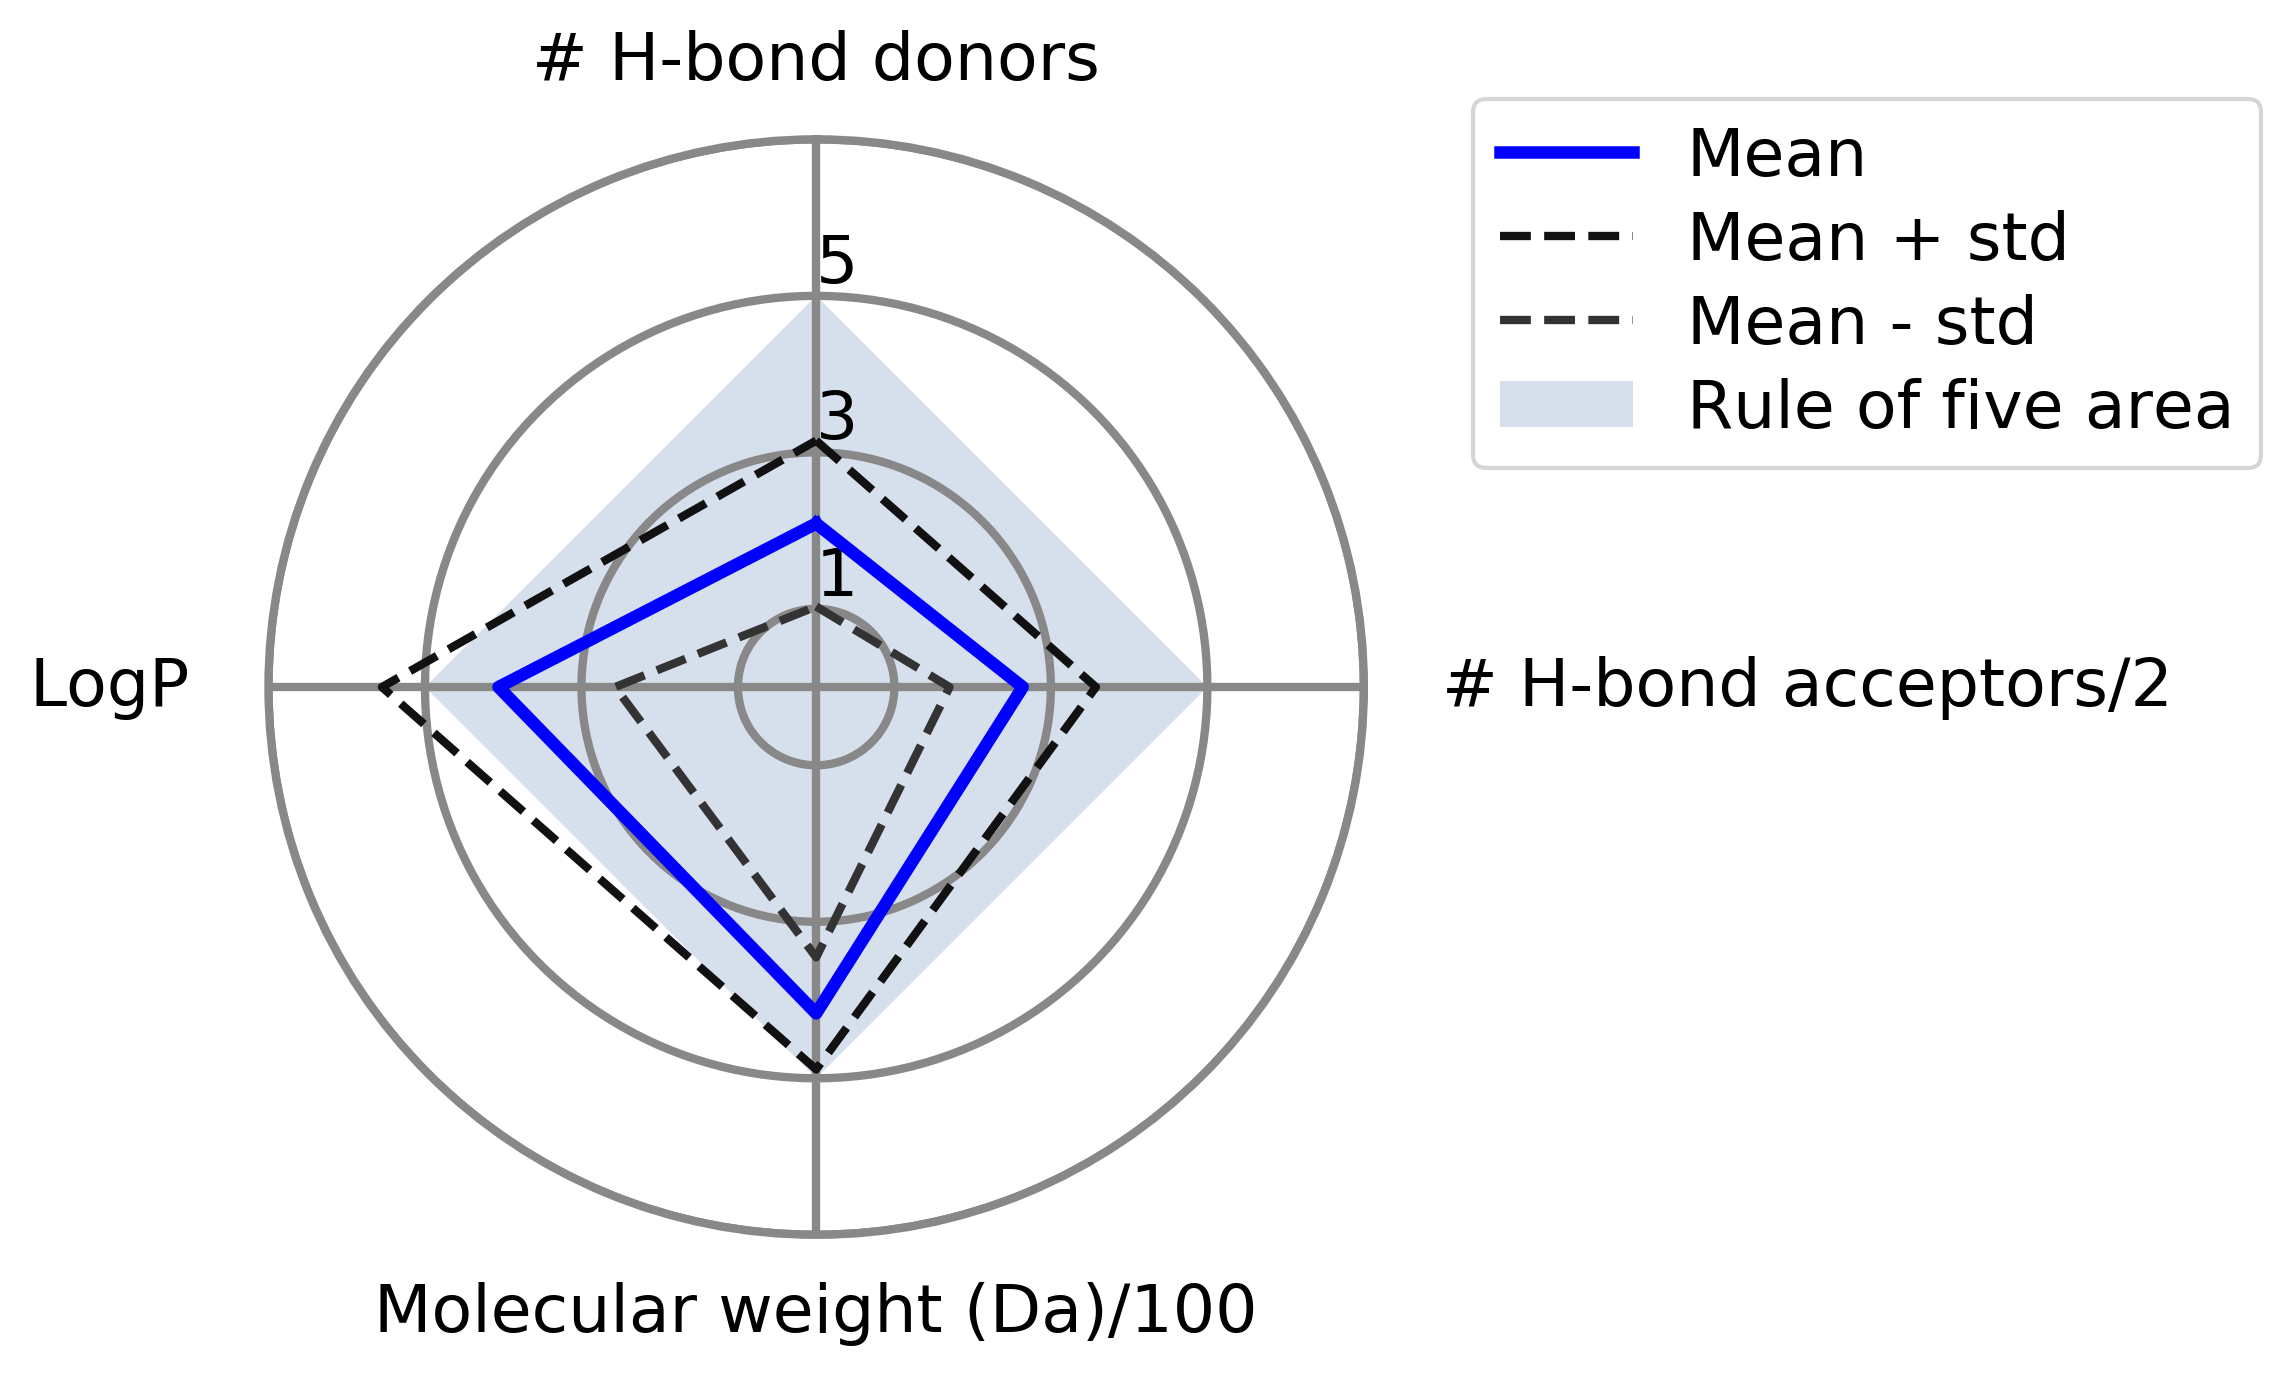 # H-bond donors
5
3
1
LogP
# H-bond acceptors/2
Molecular weight (Da)/100
Mean
Mean + std
Mean - std
Rule of five area